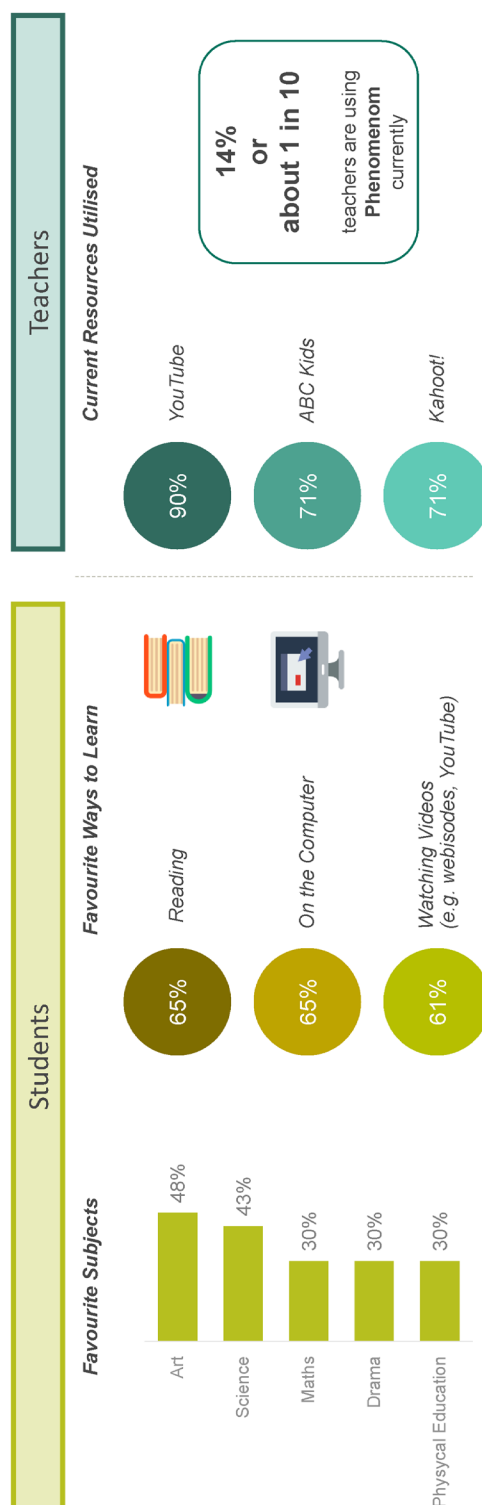 Students
Favourite Subjects
Art
48%
Science
43%
Maths
30%
Drama
30%
Physycal Education
30%
Favourite Ways to Learn
65%
Reading
65%
On the Computer
61%
Watching Videos
(e.g. webisodes, YouTube)
Teachers
Current Resources Utilised
90%
YouTube
71%
ABC Kids
71%
Kahoot!
14%
or
about 1 in 10
teachers are using
Phenomenom
currently